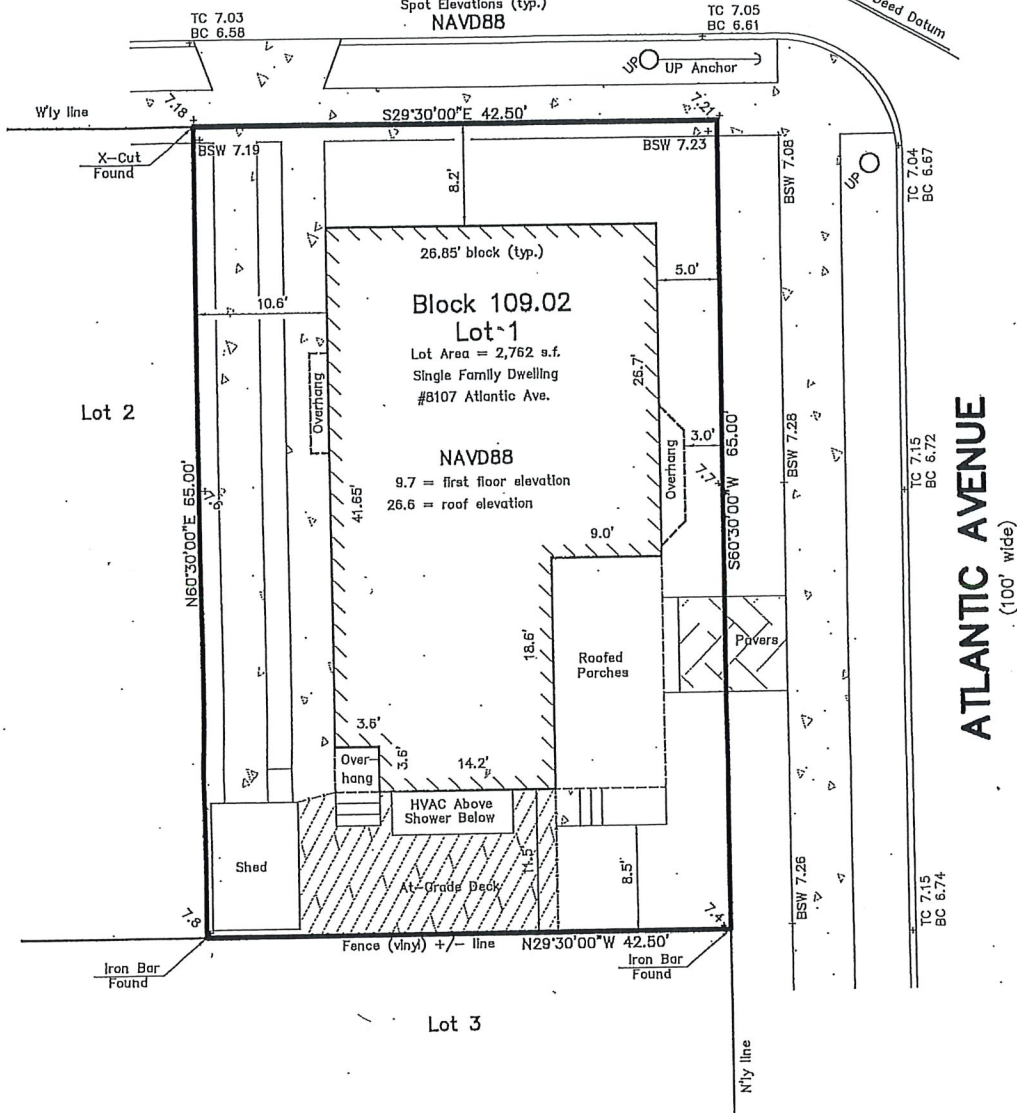 Spot Elevations (typ.)
NAVD88
TC 7.03
BC 6.58
TC 7.05
BC 6.61
Deed Datum
UP
UP Anchor
W'ly line
7.18
S29°30'00"E 42.50'
7.21
X-Cut
Found
BSW 7.19
BSW 7.23
BSW 7.08
UP
TC 7.04
BC 6.67
8.2'
26.85' block (typ.)
5.0'
10.6'
Block 109.02
Lot 1
Lot Area = 2,762 s.f.
Single Family Dwelling
#8107 Atlantic Ave.
26.7'
Overhang
Lot 2
NAVD88
9.7 = first floor elevation
26.6 = roof elevation
41.65'
Overhang
3.0'
7.7
BSW 7.28
TC 7.15
BC 6.72
N60°30'00"E 65.00'
7.6
S60°30'00"W 65.00'
ATLANTIC AVENUE
(100' wide)
9.0'
18.6'
Roofed
Porches
Pavers
3.6'
3.6'
Over-
hang
14.2'
HVAC Above
Shower Below
Shed
At-Grade Deck
11.5'
8.5'
BSW 7.26
TC 7.15
BC 6.74
7.8
7.4
Fence (vinyl) +/- line
N29°30'00"W 42.50'
Iron Bar
Found
Iron Bar
Found
Lot 3
N'ly line